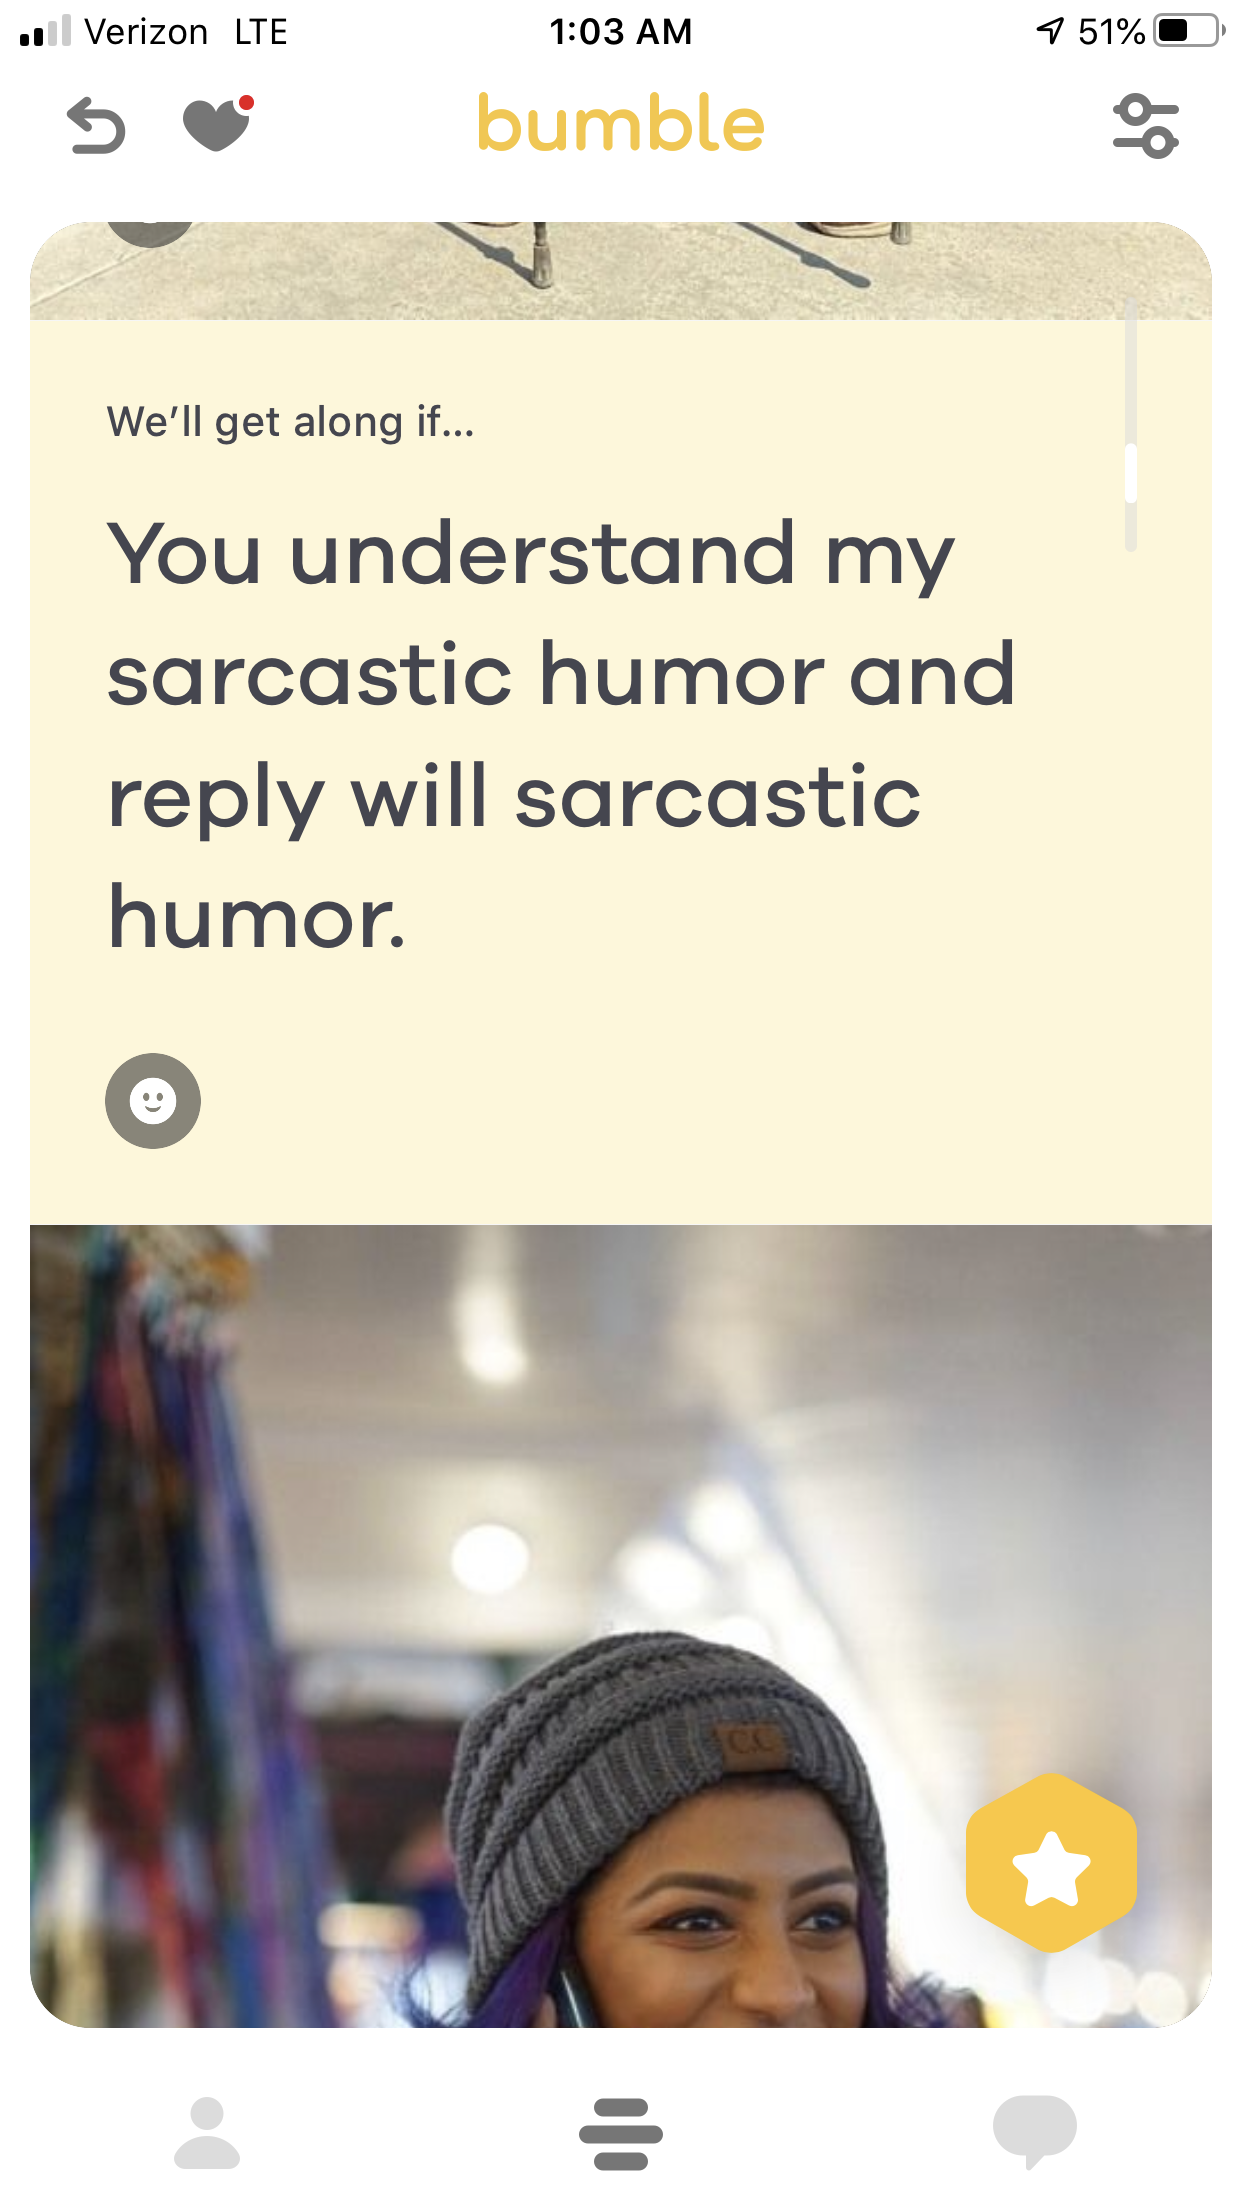 Verizon LTE 1:03 AM 51%
bumble
We’ll get along if...
You understand my
sarcastic humor and
reply will sarcastic
humor.
C.C